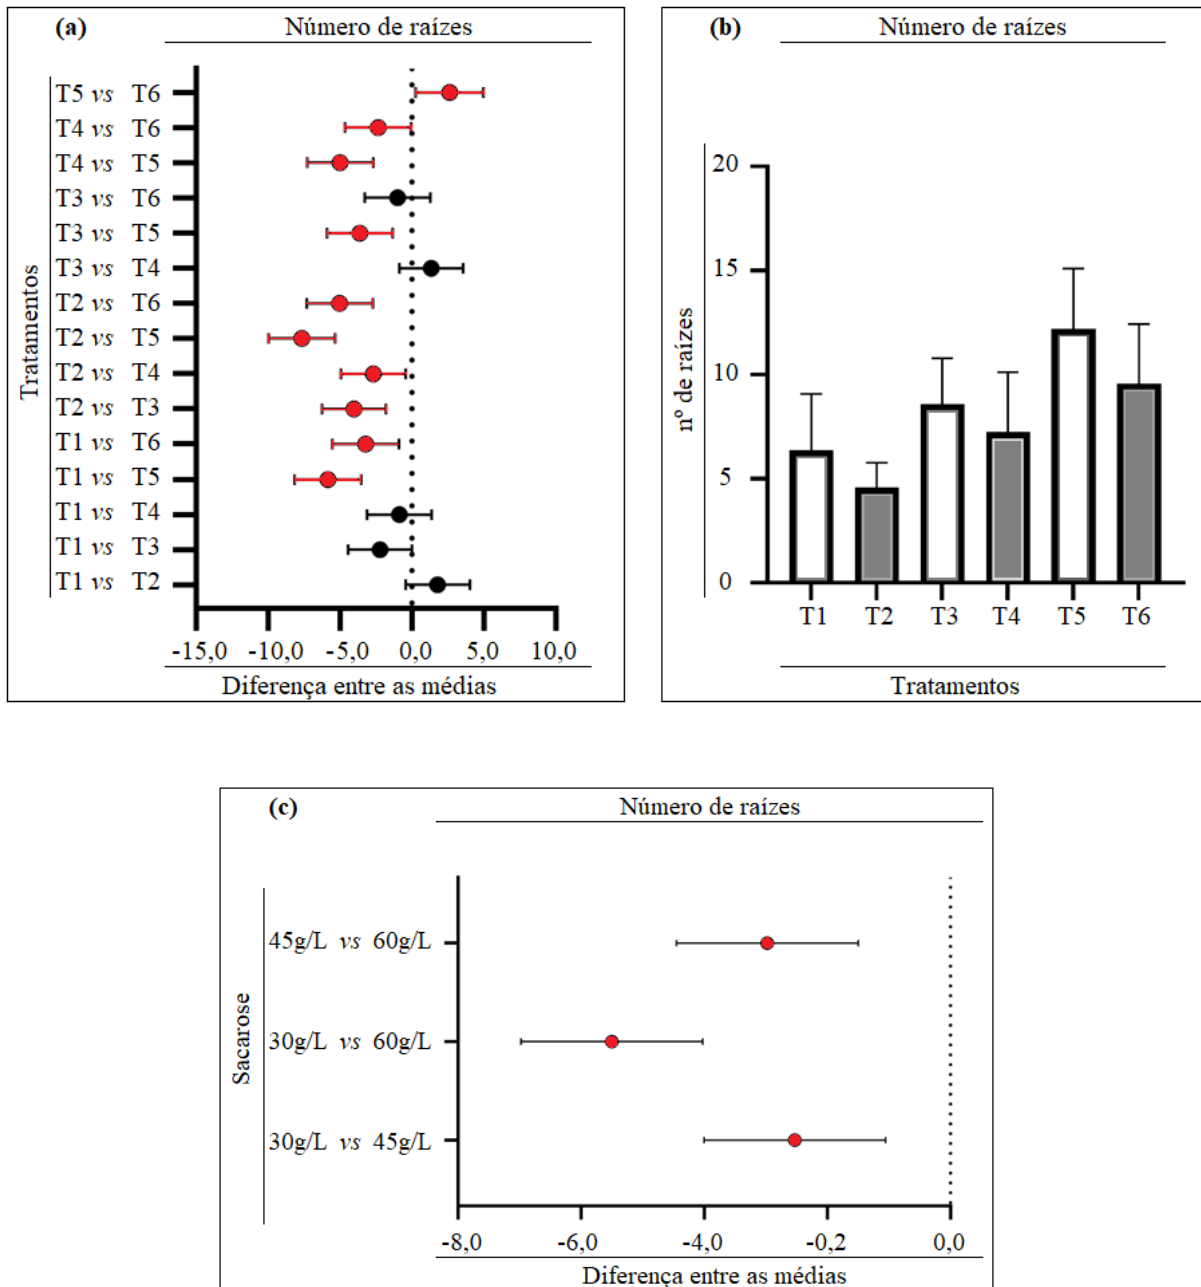 (a)
Número de raízes
Tratamentos
T5 vs T6
T4 vs T6
T4 vs T5
T3 vs T6
T3 vs T5
T3 vs T4
T2 vs T6
T2 vs T5
T2 vs T4
T2 vs T3
T1 vs T6
T1 vs T5
T1 vs T4
T1 vs T3
T1 vs T2
-15,0 -10,0 -5,0 0,0 5,0 10,0
Diferença entre as médias
(b)
Número de raízes
nº de raízes
20
15
10
5
0
T1 T2 T3 T4 T5 T6
Tratamentos
(c)
Número de raízes
Sacarose
45g/L vs 60g/L
30g/L vs 60g/L
30g/L vs 45g/L
-8,0 -6,0 -4,0 -0,2 0,0
Diferença entre as médias